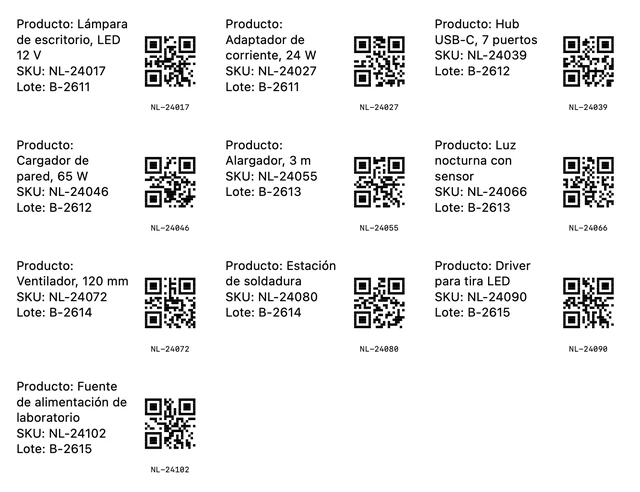 Producto: Lámpara
de escritorio, LED
12 V
SKU: NL-24017
Lote: B-2611
NL-24017
Producto:
Adaptador de
corriente, 24 W
SKU: NL-24027
Lote: B-2611
NL-24027
Producto: Hub
USB-C, 7 puertos
SKU: NL-24039
Lote: B-2612
NL-24039
Producto:
Cargador de
pared, 65 W
SKU: NL-24046
Lote: B-2612
NL-24046
Producto:
Alargador, 3 m
SKU: NL-24055
Lote: B-2613
NL-24055
Producto: Luz
nocturna con
sensor
SKU: NL-24066
Lote: B-2613
NL-24066
Producto:
Ventilador, 120 mm
SKU: NL-24072
Lote: B-2614
NL-24072
Producto: Estación
de soldadura
SKU: NL-24080
Lote: B-2614
NL-24080
Producto: Driver
para tira LED
SKU: NL-24090
Lote: B-2615
NL-24090
Producto: Fuente
de alimentación de
laboratorio
SKU: NL-24102
Lote: B-2615
NL-24102